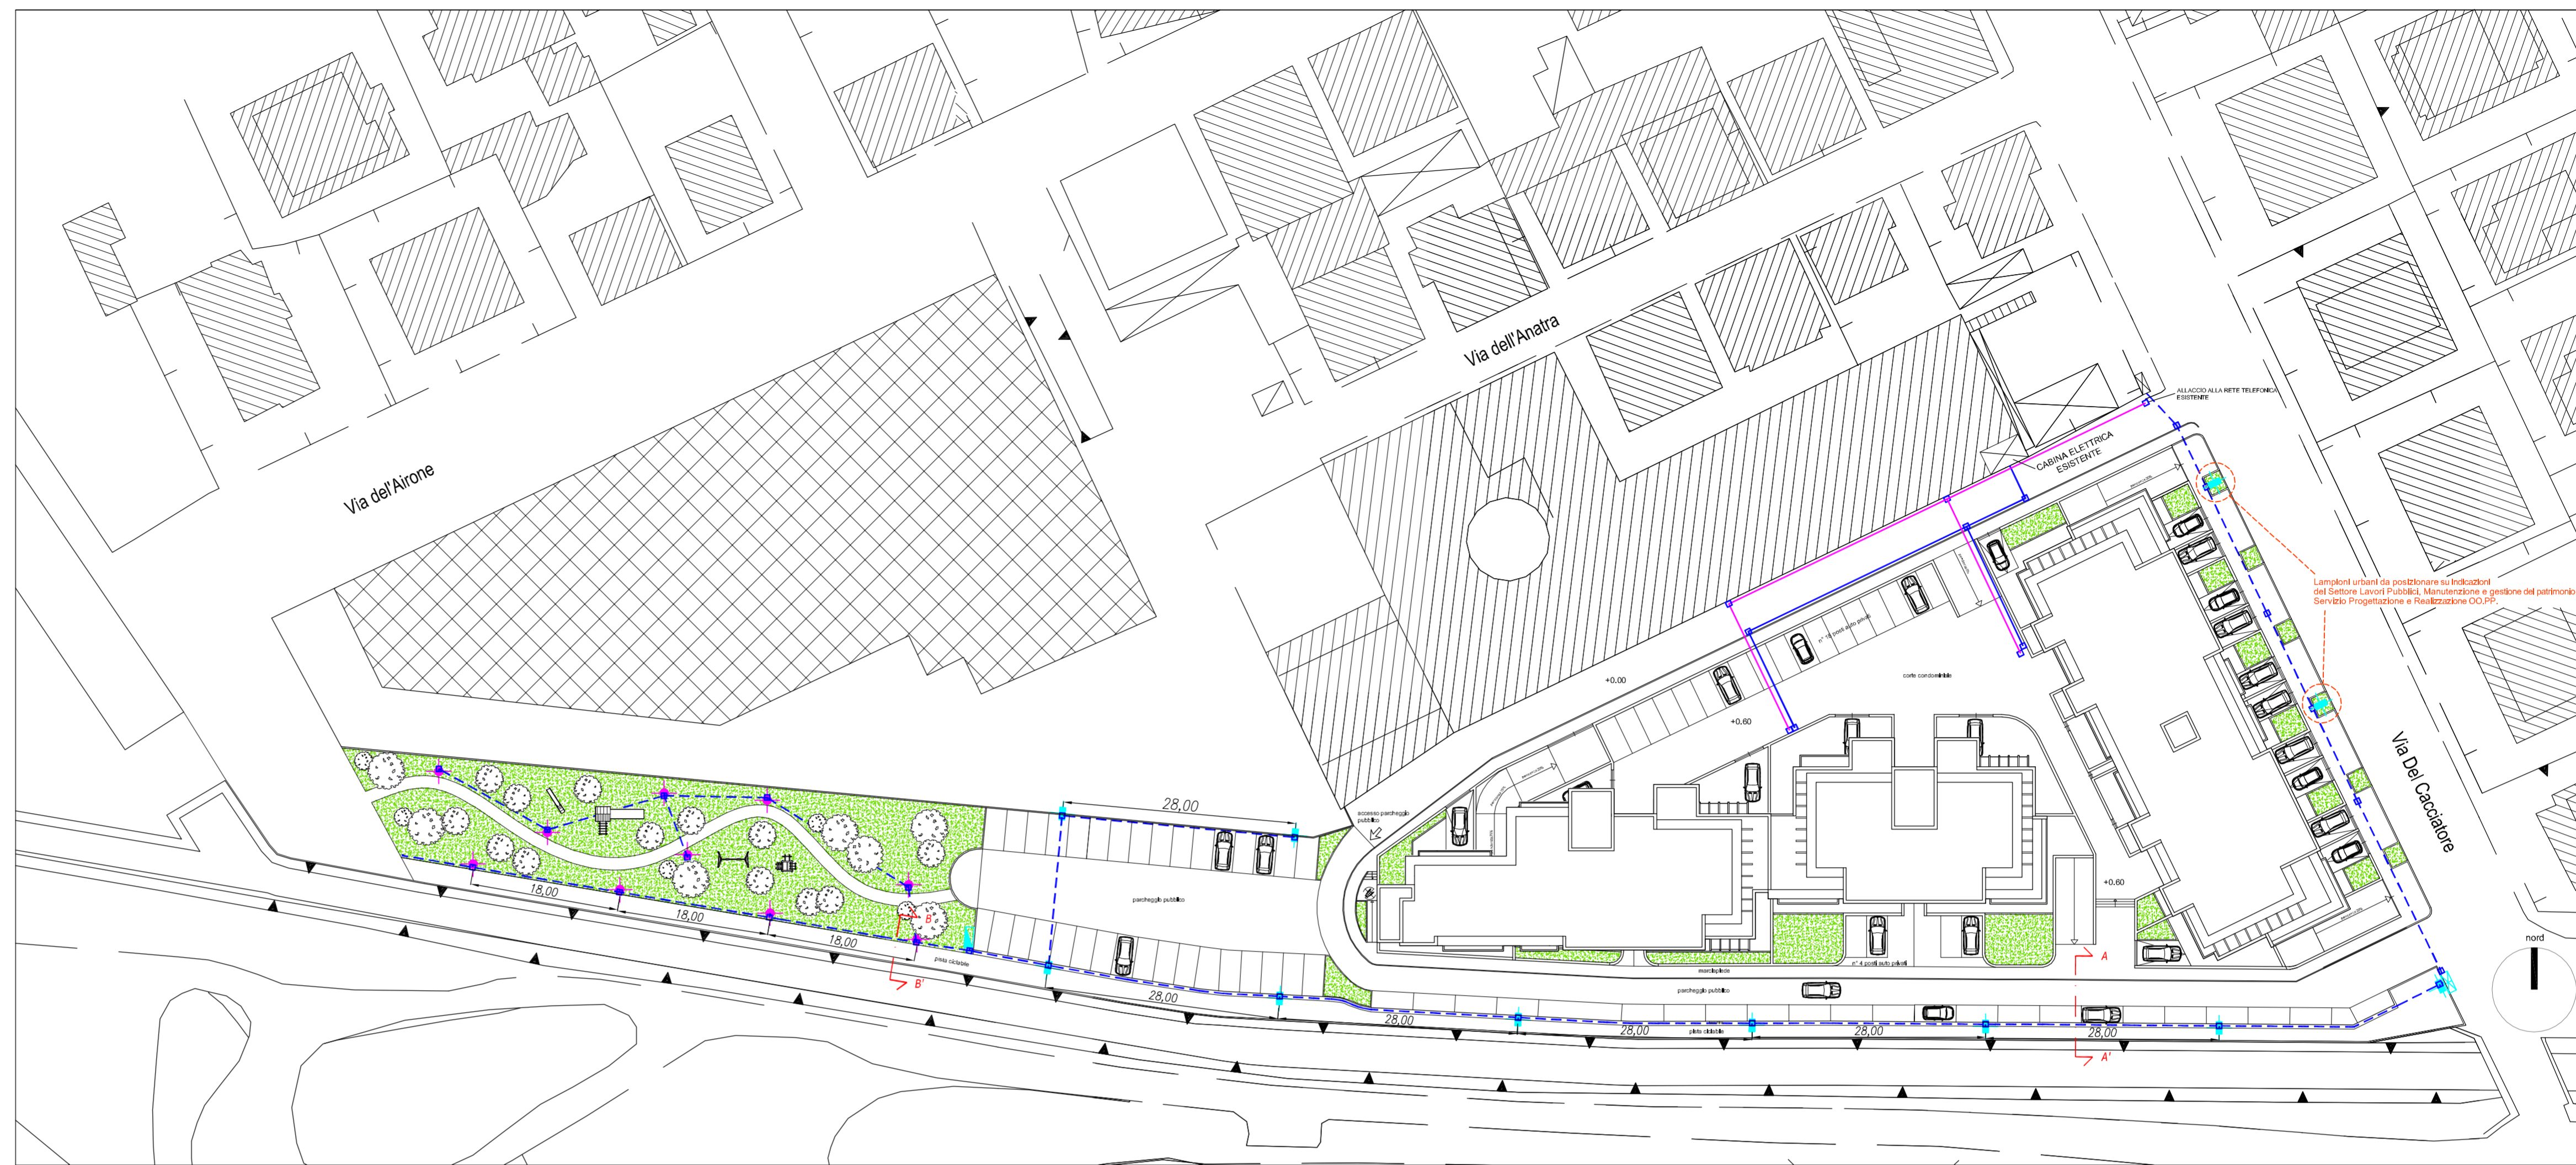 Via dell'Anatra
ALLACCIO ALLA RETE TELEFONICA
ESISTENTE
CABINA ELETTRICA
ESISTENTE
Via del'Airone
Lampioni urbani da posizionare su indicazioni
del Settore Lavori Pubblici, Manutenzione e gestione del patrimonio
Servizio Progettazione e Realizzazione OO.PP.
+0.00
corte condominiale
+0.60
Via Del Cacciatore
28,00
accesso parcheggio
pubblico
18,00
18,00
18,00
parcheggio pubblico
+0.60
B
B'
pista ciclabile
28,00
28,00
28,00
28,00
28,00
marciapiede
n° 4 posti auto privati
parcheggio pubblico
pista ciclabile
A
A'
nord